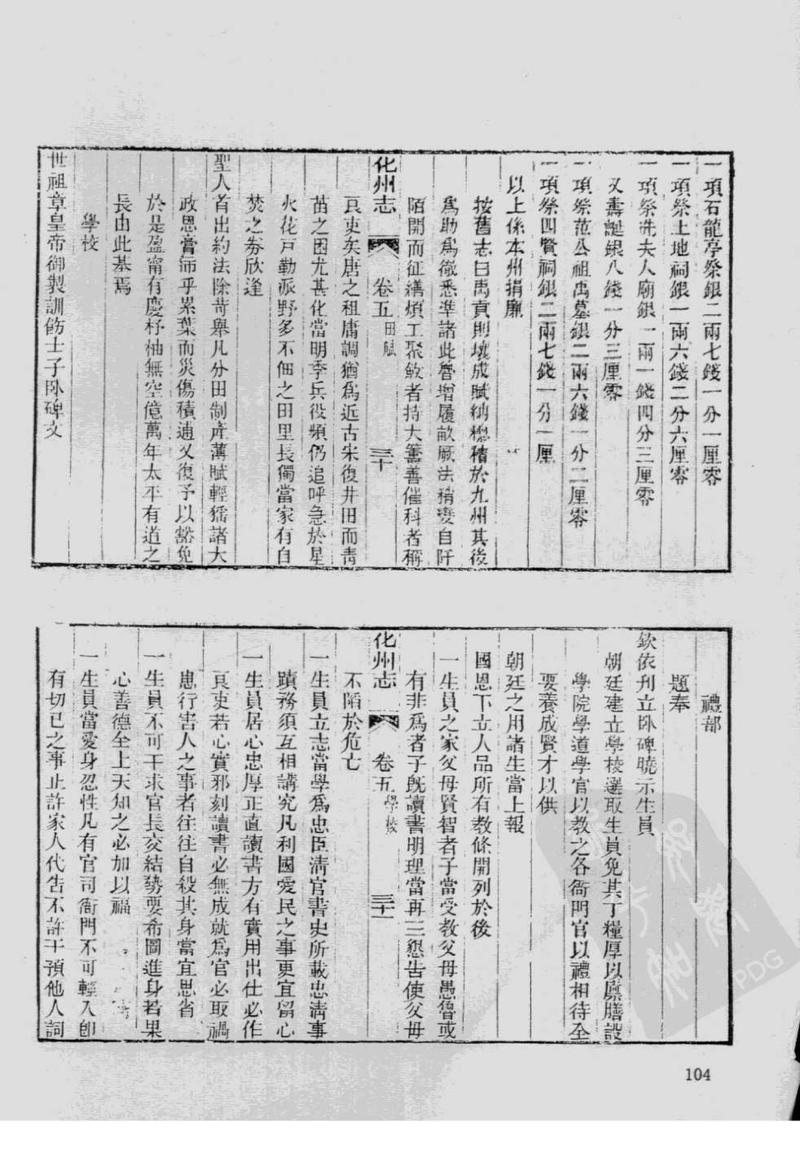 一項石龍亭祭銀二兩七錢一分一厘零
一項祭土地祠銀一兩六錢二分六厘零
一項祭洗夫人廟銀一兩一錢四分三厘零
又壽誕銀八錢一分三厘零
一項祭范公祖禹墓銀二兩六錢一分二厘零
一項祭四賢祠銀二兩七錢一分一厘
以上係本州捐廉
按舊志曰禹貢則壤成賦納總稽於九州其後
為助為徹悉準諸此暨增履畝厥法稍變自阡
陌開而征繕煩工聚斂者持大籌善催科者稱
化州志 卷五 田賦 三十
良吏矣唐之租庸調猶為近古宋復井田而靑
苗之困尤甚化當明季兵役頻仍追呼急於星
火花戶勒派野多不佃之田里長獨當家有自
焚之券欣逢
聖人首出約法除苛舉凡分田制產薄賦輕徭諸大
政恩膏沛乎累葉而災傷積逋又復予以豁免
於是盈甯有慶杼柚無空億萬年太平有道之
長由此基焉
學校
世祖章皇帝御製訓飭士子臥碑文
禮部
題奉
欽依刊立臥碑曉示生員
朝廷建立學校選取生員免其丁糧厚以廩膳設
學院學道學官以教之各衙門官以禮相待全
要養成賢才以供
朝廷之用諸生當上報
國恩下立人品所有教條開列於後
一生員之家父母賢智者子當受教父母愚魯或
有非為者子既讀書明理當再三懇告使父母
化州志 卷五 學校 三十一
不陷於危亡
一生員立志當學為忠臣淸官書史所載忠淸事
蹟務須互相講究凡利國愛民之事更宜留心
一生員居心忠厚正直讀書方有實用出仕必作
良吏若心實邪刻讀書必無成就為官必取禍
患行害人之事者往往自殺其身當宜思省
一生員不可干求官長交結勢要希圖進身若果
心善德全上天知之必加以福
一生員當愛身忍性凡有官司衙門不可輕入卽
有切己之事止許家人代吿不許干預他人詞
104
PDG